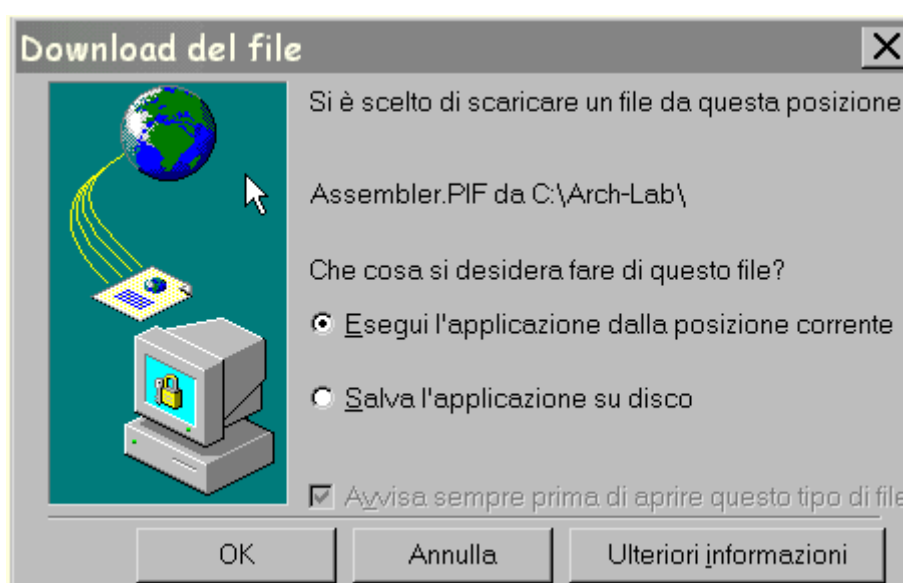 Download del file
Si è scelto di scaricare un file da questa posizione
Assembler.PIF da C:\Arch-Lab\
Che cosa si desidera fare di questo file?
Esegui l'applicazione dalla posizione corrente
Salva l'applicazione su disco
Avvisa sempre prima di aprire questo tipo di file
OK
Annulla
Ulteriori informazioni